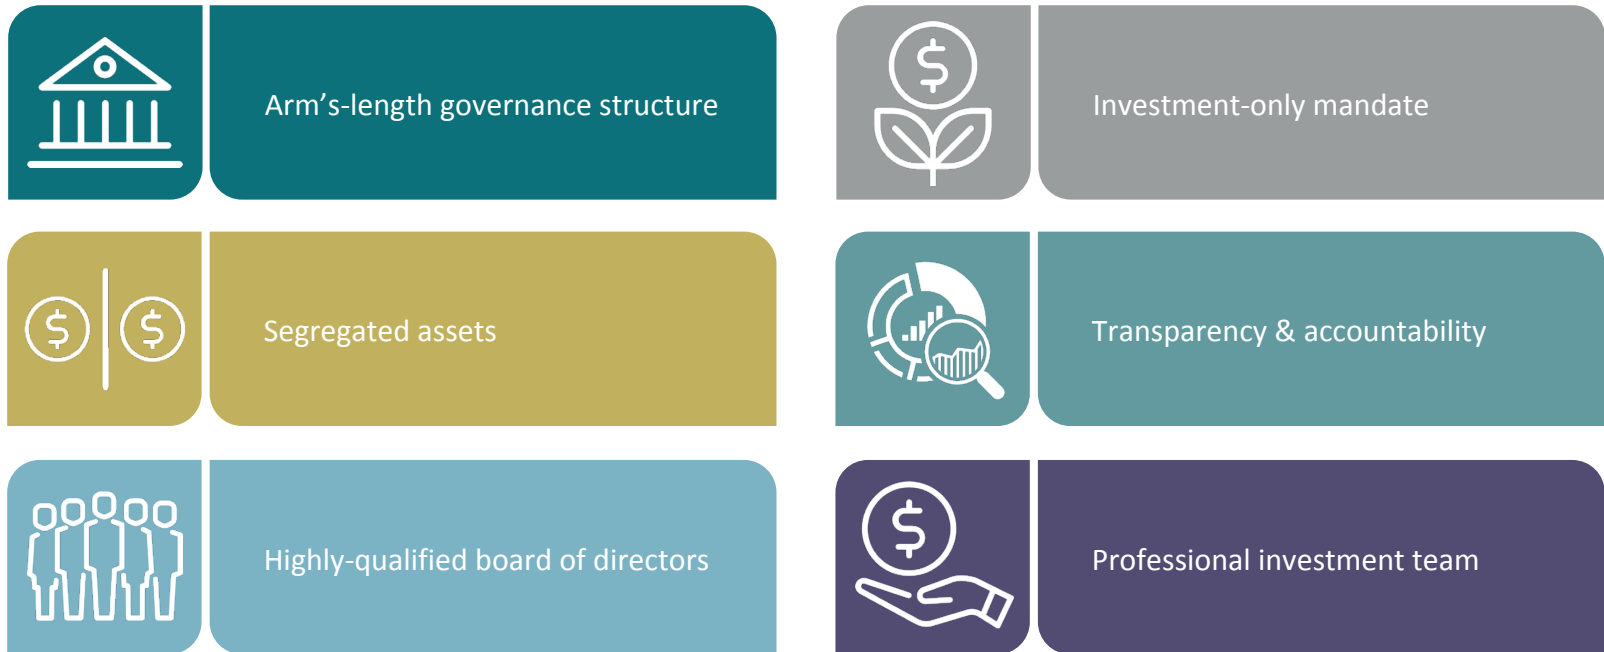 Arm’s-length governance structure
Investment-only mandate
Segregated assets
Transparency & accountability
Highly-qualified board of directors
Professional investment team